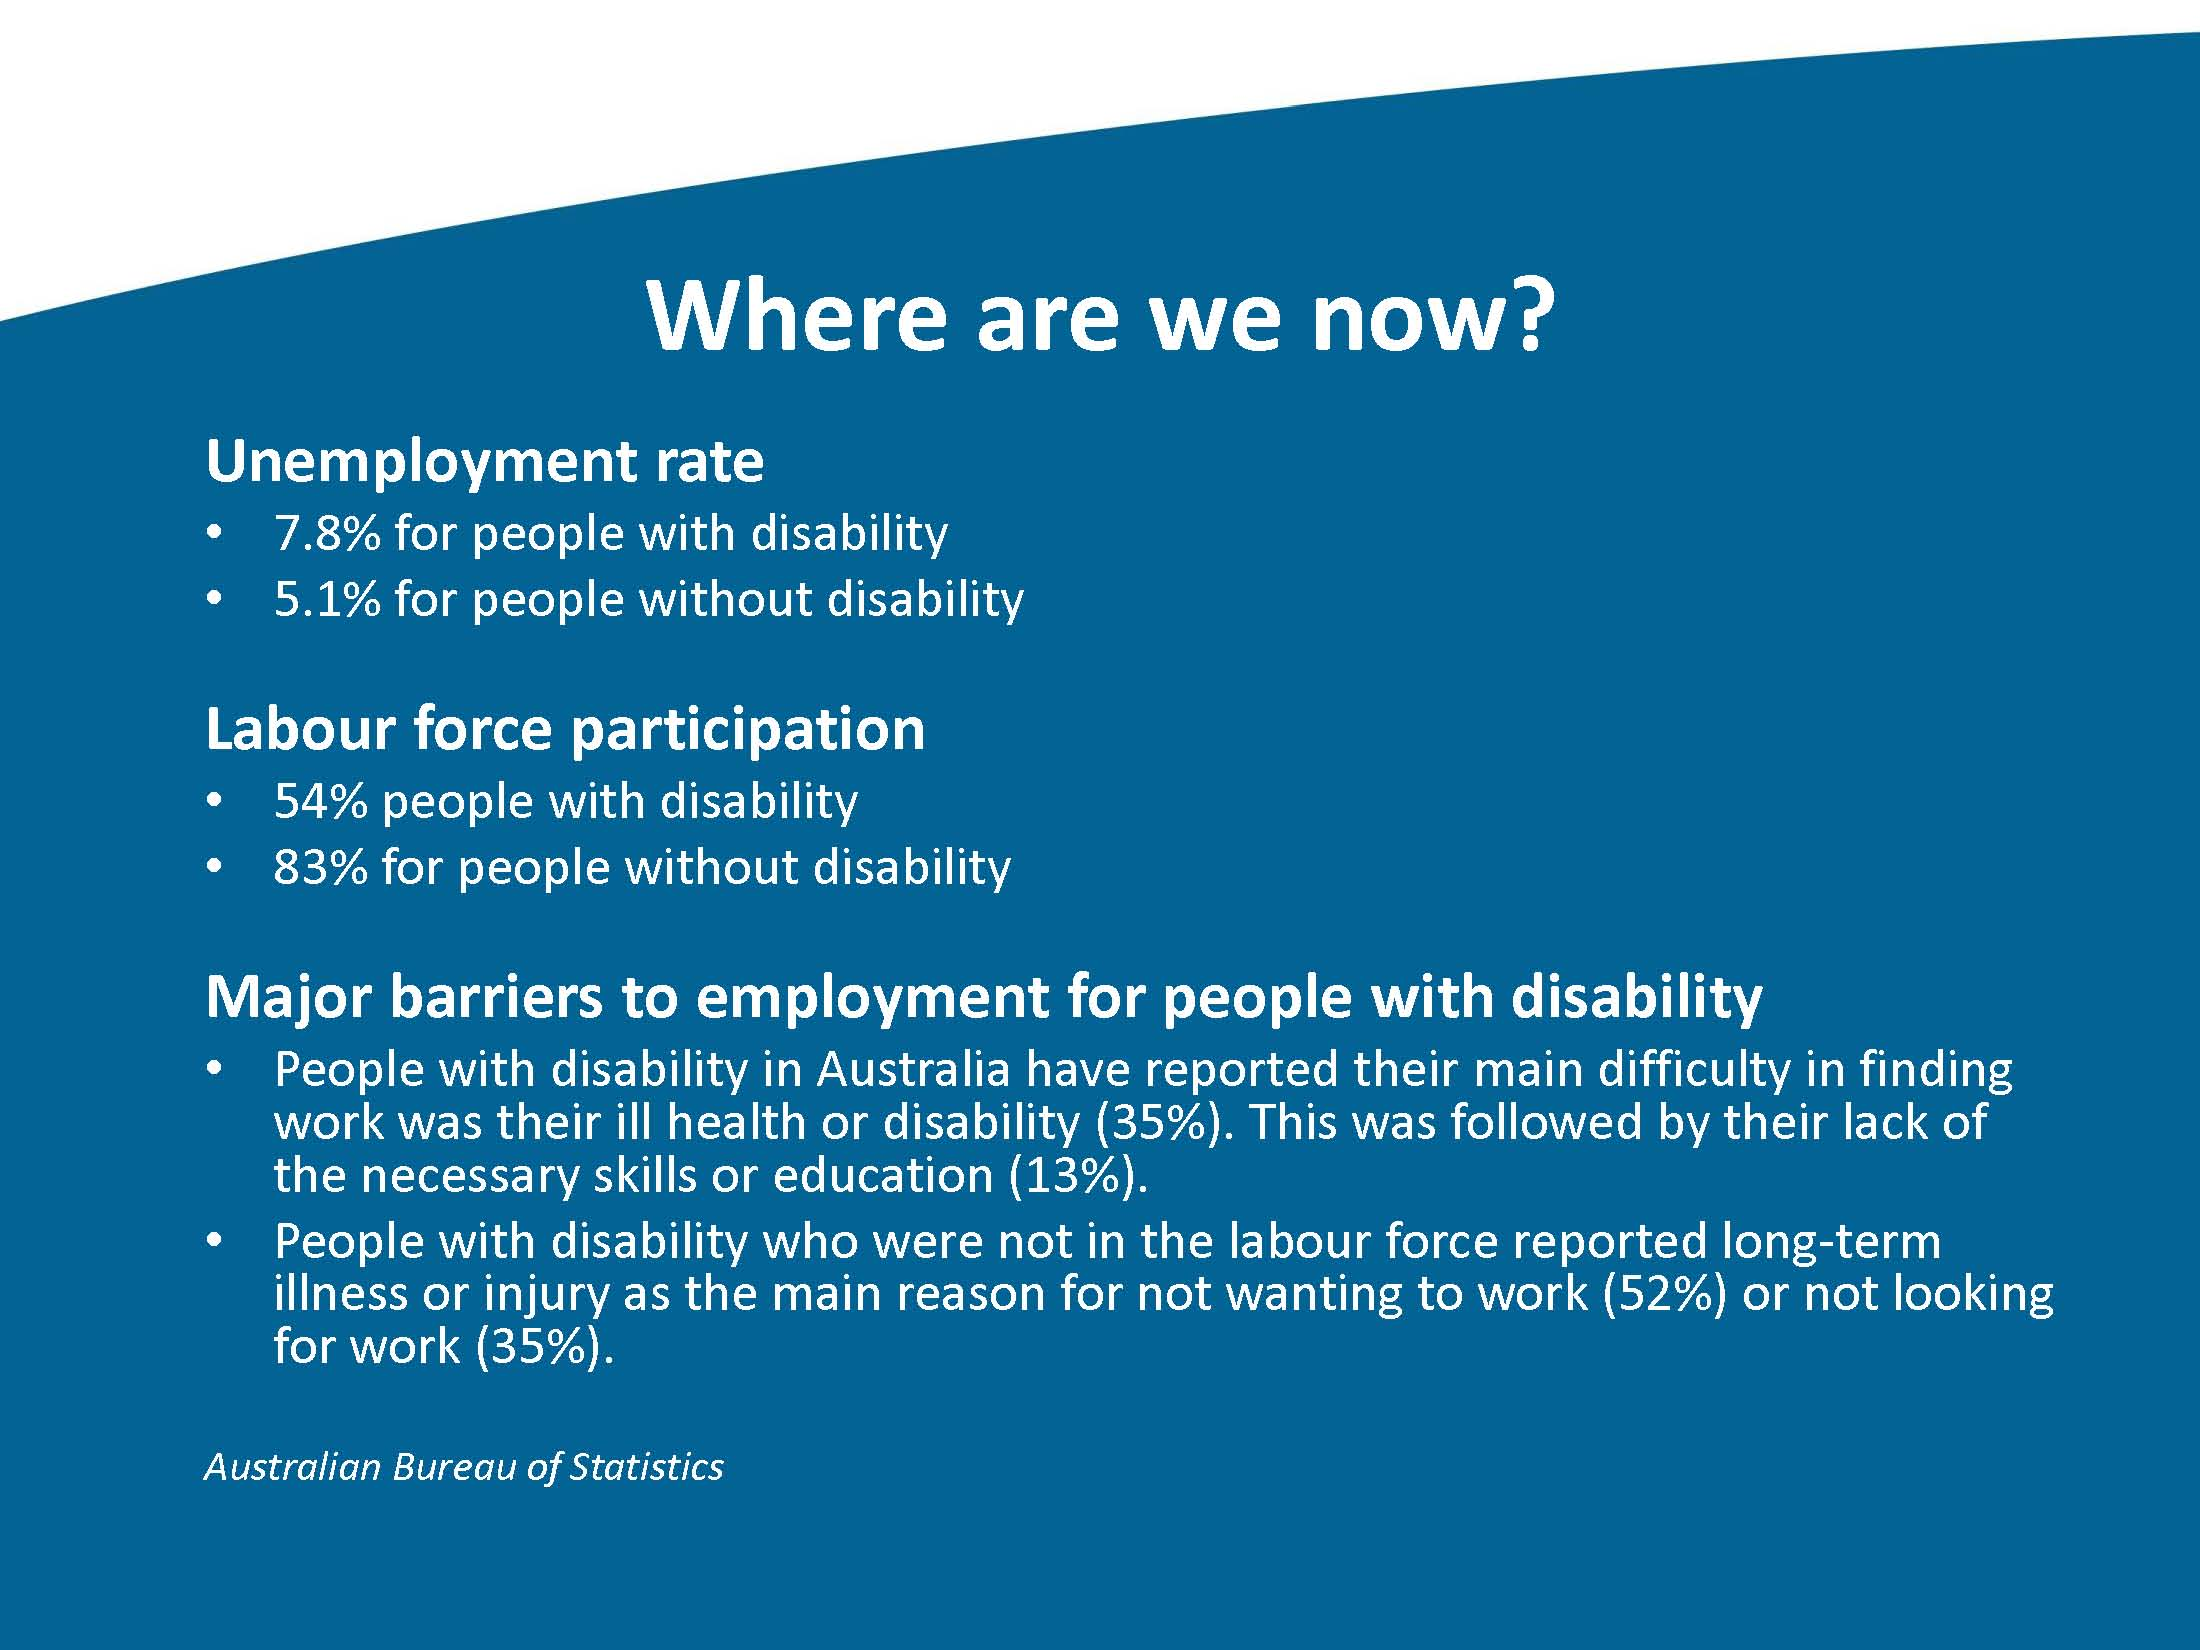 Where are we now?
Unemployment rate
• 7.8% for people with disability
• 5.1% for people without disability
Labour force participation
• 54% people with disability
• 83% for people without disability
Major barriers to employment for people with disability
• People with disability in Australia have reported their main difficulty in finding
work was their ill health or disability (35%). This was followed by their lack of
the necessary skills or education (13%).
• People with disability who were not in the labour force reported long-term
illness or injury as the main reason for not wanting to work (52%) or not looking
for work (35%).
Australian Bureau of Statistics